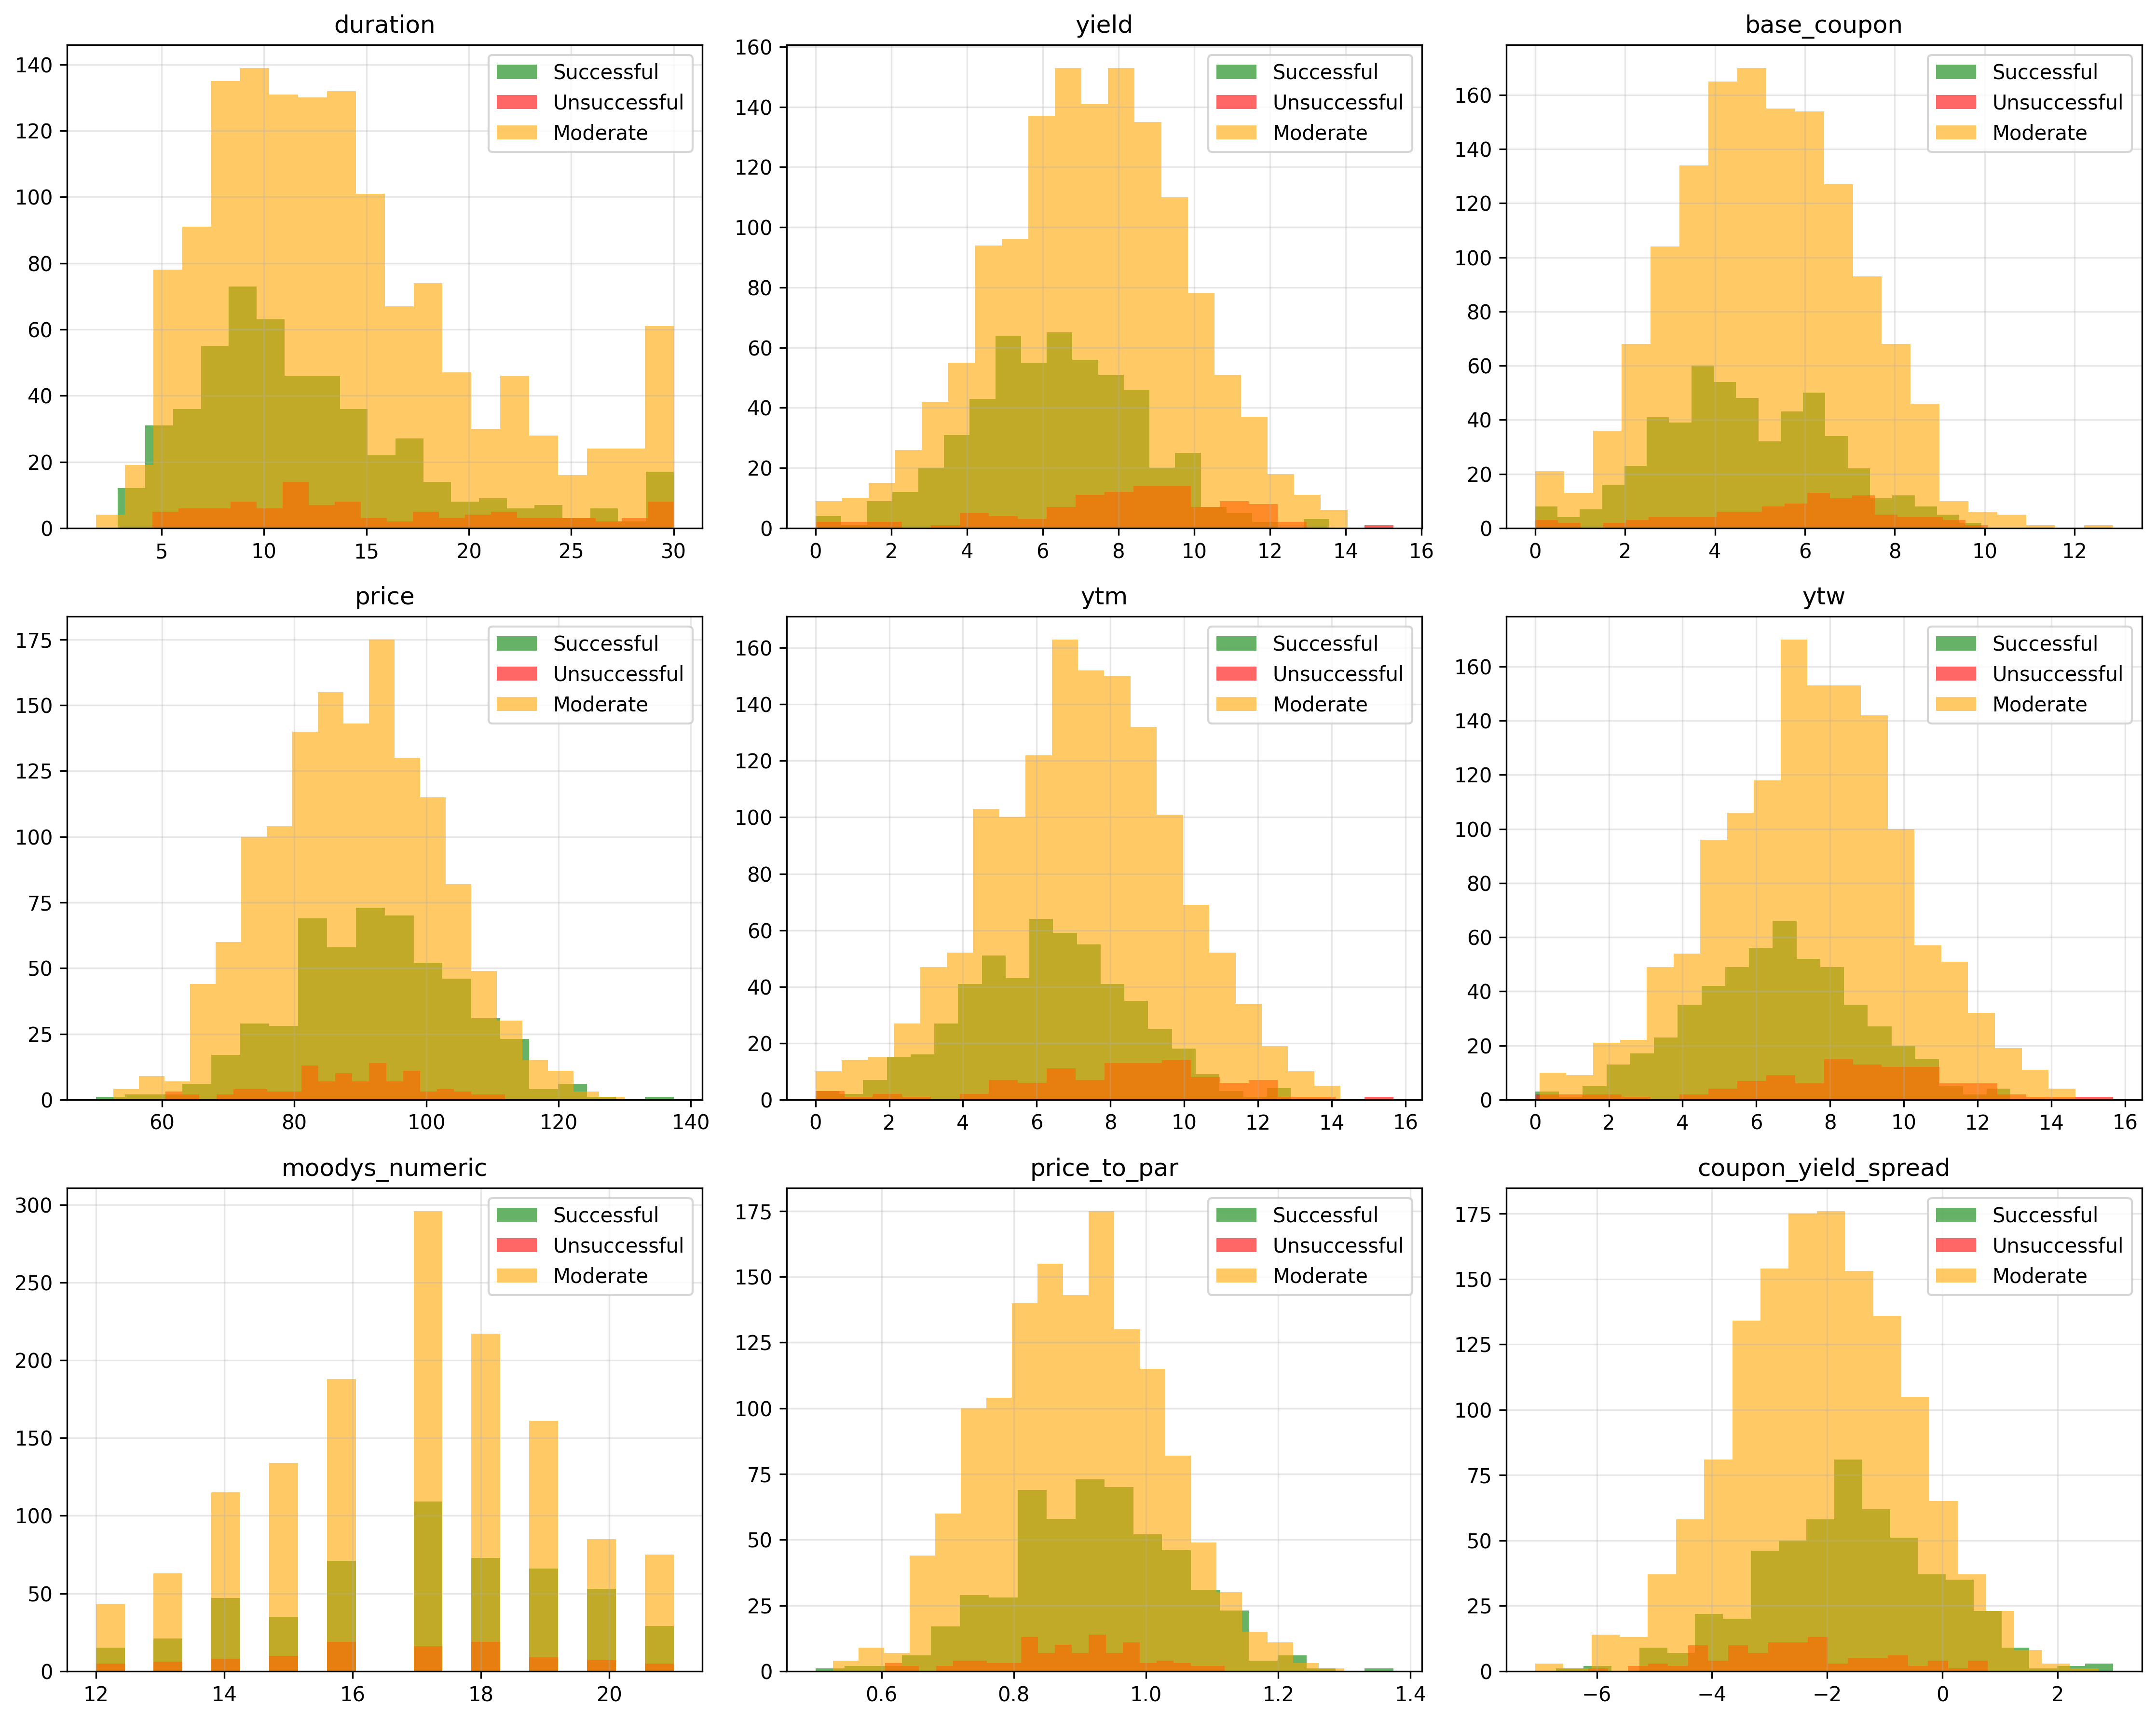 duration
140
120
100
80
60
40
20
0
5 10 15 20 25 30
Successful
Unsuccessful
Moderate
yield
160
140
120
100
80
60
40
20
0
0 2 4 6 8 10 12 14 16
Successful
Unsuccessful
Moderate
base_coupon
160
140
120
100
80
60
40
20
0
0 2 4 6 8 10 12
Successful
Unsuccessful
Moderate
price
175
150
125
100
75
50
25
0
60 80 100 120 140
Successful
Unsuccessful
Moderate
ytm
160
140
120
100
80
60
40
20
0
0 2 4 6 8 10 12 14 16
Successful
Unsuccessful
Moderate
ytw
160
140
120
100
80
60
40
20
0
0 2 4 6 8 10 12 14 16
Successful
Unsuccessful
Moderate
moodys_numeric
300
250
200
150
100
50
0
12 14 16 18 20
Successful
Unsuccessful
Moderate
price_to_par
175
150
125
100
75
50
25
0
0.6 0.8 1.0 1.2 1.4
Successful
Unsuccessful
Moderate
coupon_yield_spread
175
150
125
100
75
50
25
0
−6 −4 −2 0 2
Successful
Unsuccessful
Moderate